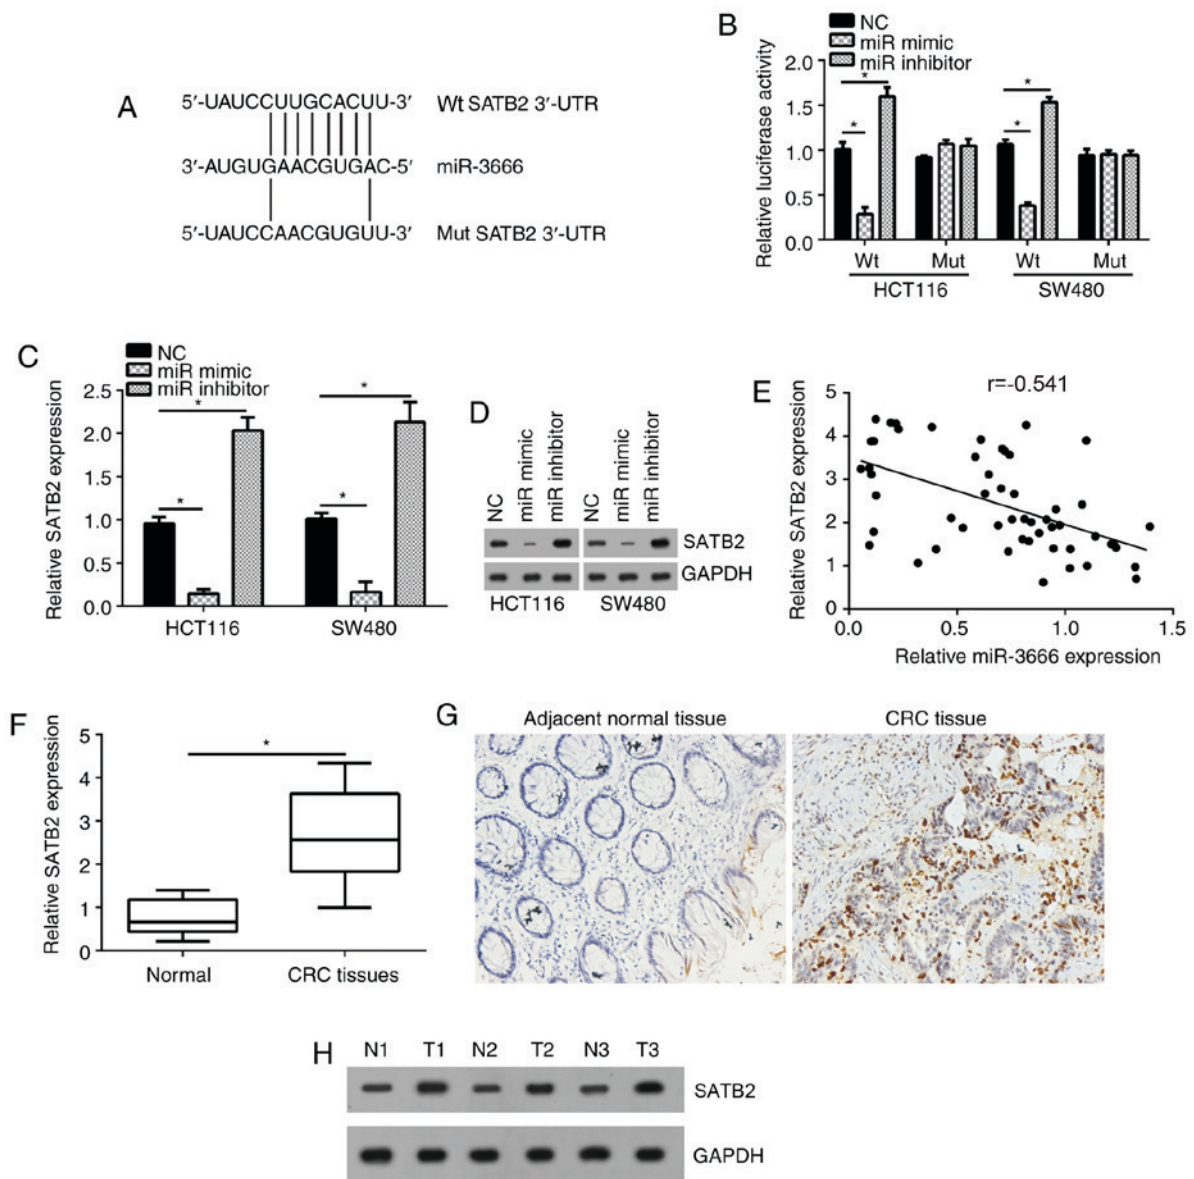 A
5′-UAUCCUUGCACUU-3′ Wt SATB2 3′-UTR
3′-AUGUGAACGUGAC-5′ miR-3666
5′-UAUCCAACGUGUU-3′ Mut SATB2 3′-UTR
B
NC
miR mimic
miR inhibitor
Relative luciferase activity
2.0
1.5
1.0
0.5
0.0
* * * *
Wt Mut Wt Mut
HCT116 SW480
C
NC
miR mimic
miR inhibitor
Relative SATB2 expression
2.5
2.0
1.5
1.0
0.5
0.0
* * * *
HCT116 SW480
D
NC miR mimic miR inhibitor NC miR mimic miR inhibitor
SATB2
GAPDH
HCT116 SW480
E
r=-0.541
Relative SATB2 expression
5
4
3
2
1
0
0.0 0.5 1.0 1.5
Relative miR-3666 expression
F
Relative SATB2 expression
5
4
3
2
1
0
*
Normal CRC tissues
G
Adjacent normal tissue CRC tissue
H
N1 T1 N2 T2 N3 T3
SATB2
GAPDH